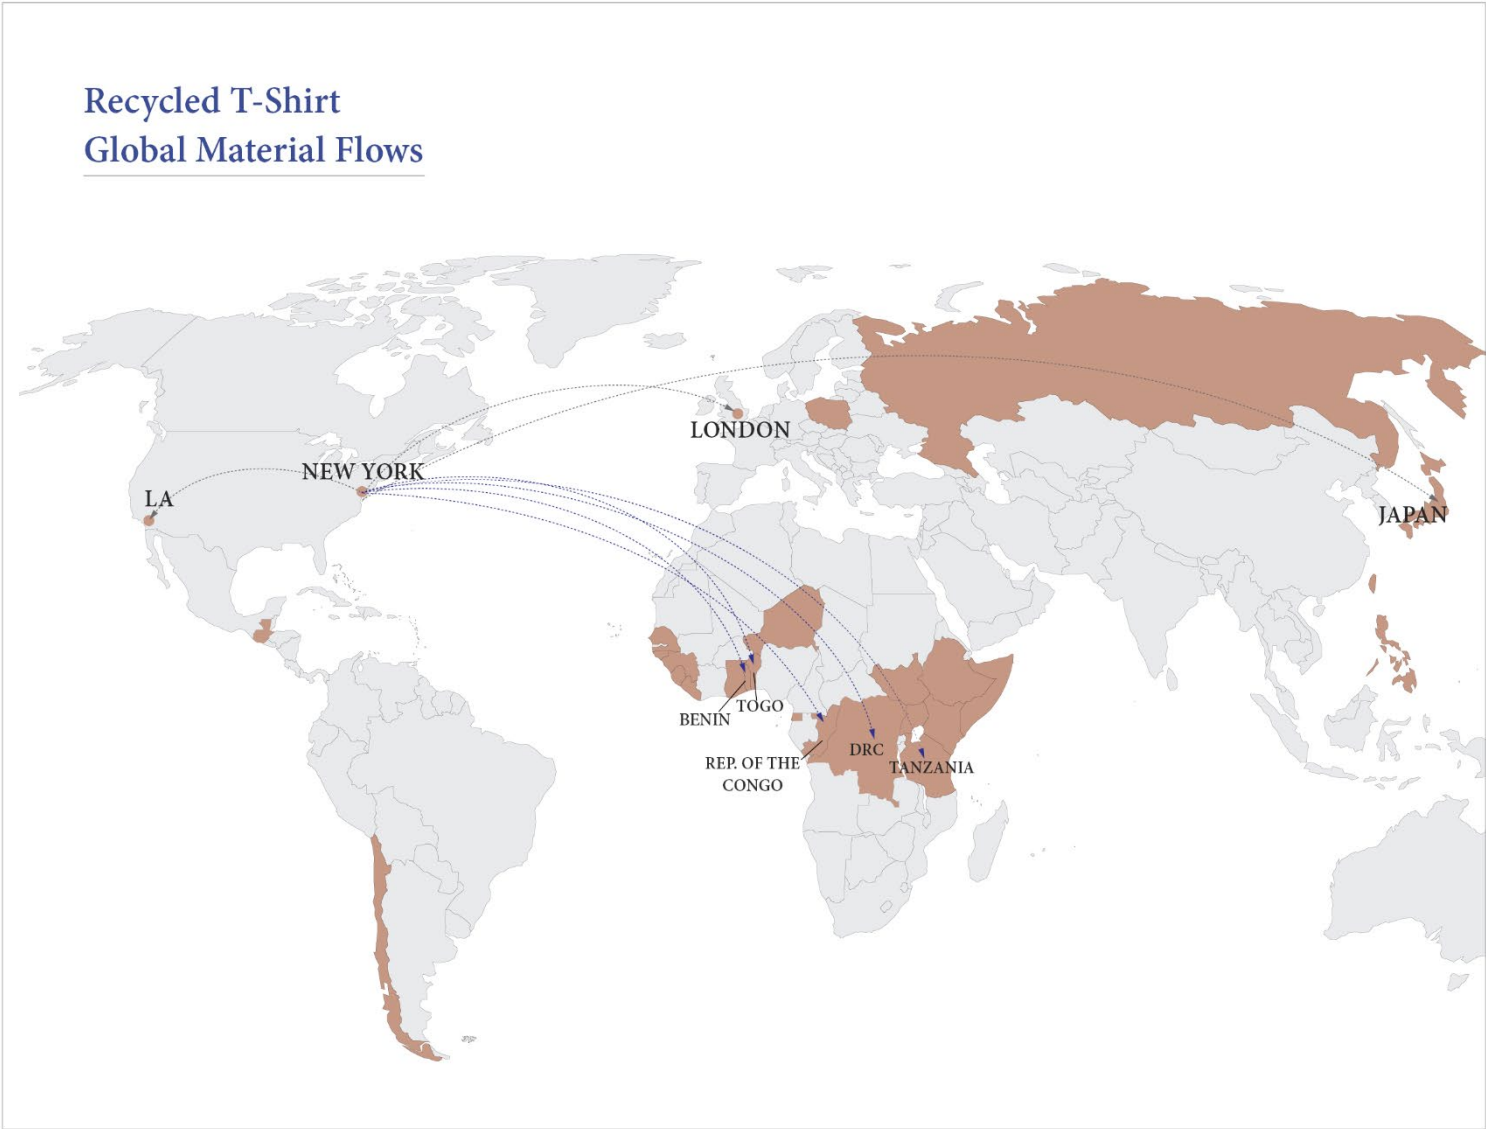 Recycled T-Shirt
Global Material Flows
LONDON
NEW YORK
LA
JAPAN
BENIN
TOGO
REP. OF THE
CONGO
DRC
TANZANIA